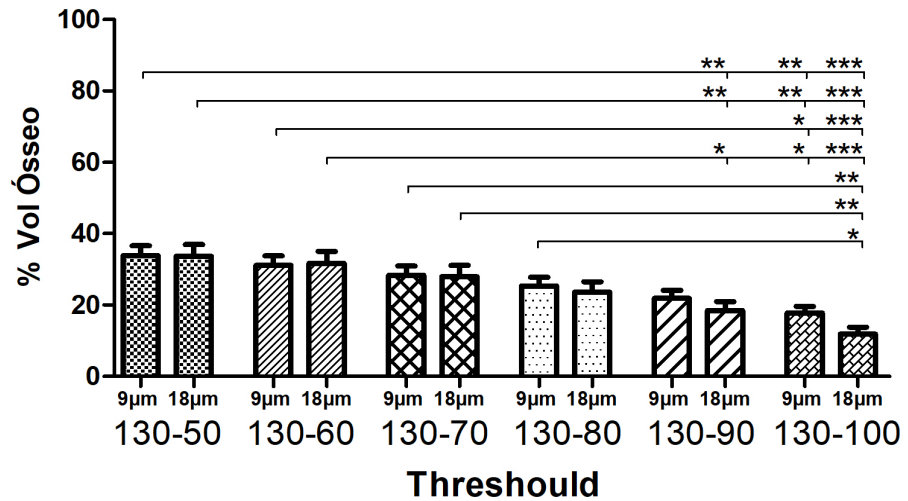 100
80
60
40
20
0
% Vol Ósseo
** ** ***
** ** ***
* ***
* * ***
**
**
*
9µm 18µm 9µm 18µm 9µm 18µm 9µm 18µm 9µm 18µm 9µm 18µm
130-50 130-60 130-70 130-80 130-90 130-100
Threshould